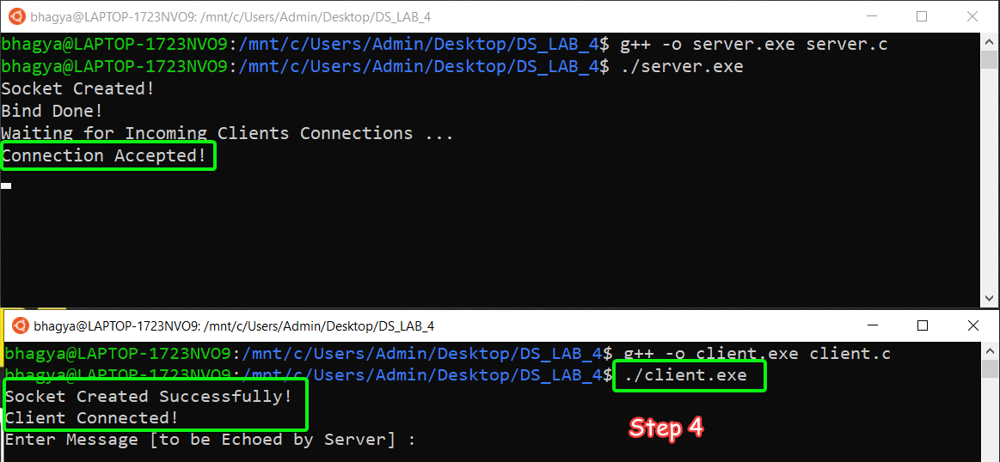 bhagya@LAPTOP-1723NVO9: /mnt/c/Users/Admin/Desktop/DS_LAB_4
bhagya@LAPTOP-1723NVO9:/mnt/c/Users/Admin/Desktop/DS_LAB_4$ g++ -o server.exe server.c
bhagya@LAPTOP-1723NVO9:/mnt/c/Users/Admin/Desktop/DS_LAB_4$ ./server.exe
Socket Created!
Bind Done!
Waiting for Incoming Clients Connections ...
Connection Accepted!
bhagya@LAPTOP-1723NVO9: /mnt/c/Users/Admin/Desktop/DS_LAB_4
bhagya@LAPTOP-1723NVO9:/mnt/c/Users/Admin/Desktop/DS_LAB_4$ g++ -o client.exe client.c
bhagya@LAPTOP-1723NVO9:/mnt/c/Users/Admin/Desktop/DS_LAB_4$ ./client.exe
Socket Created Successfully!
Client Connected!
Enter Message [to be Echoed by Server] :
Step 4